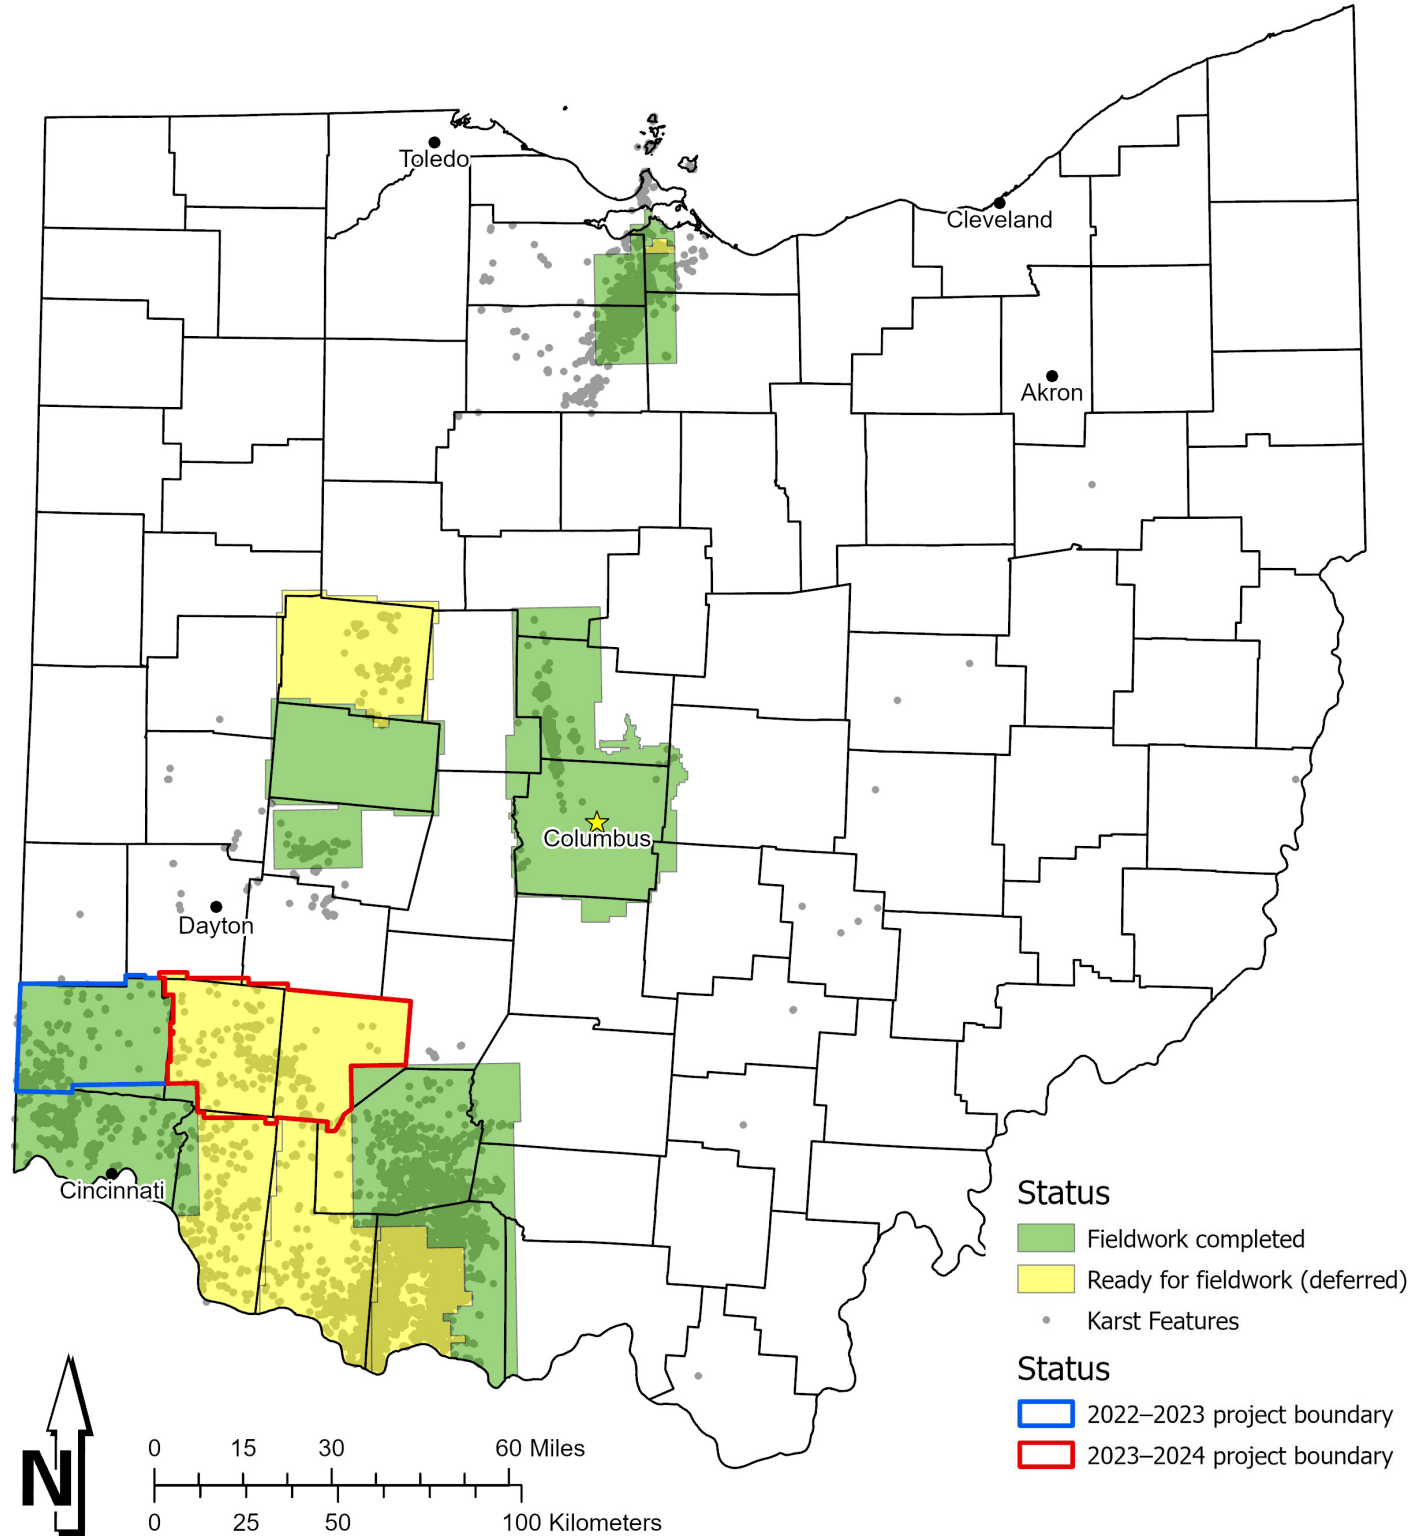 Toledo
Cleveland
Akron
Columbus
Dayton
Cincinnati
Status
Fieldwork completed
Ready for fieldwork (deferred)
Karst Features
Status
2022–2023 project boundary
2023–2024 project boundary
N
0 15 30 60 Miles
0 25 50 100 Kilometers